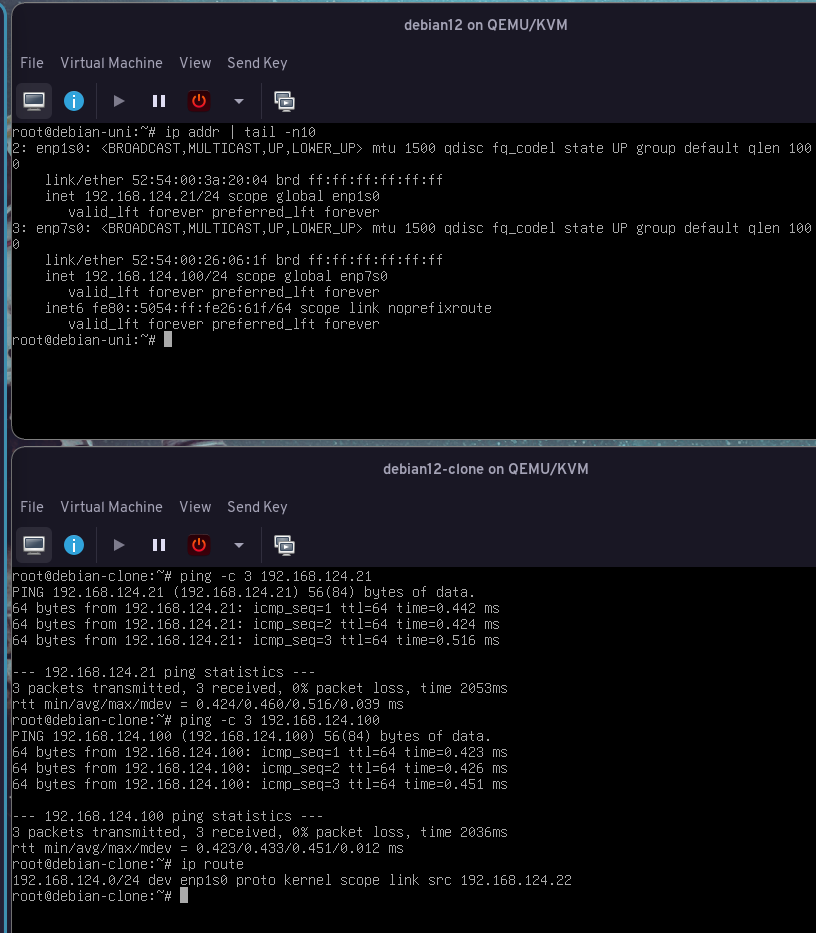 debian12 on QEMU/KVM
File Virtual Machine View Send Key
root@debian-uni:~# ip addr | tail -n10
2: enp1s0: <BROADCAST,MULTICAST,UP,LOWER_UP> mtu 1500 qdisc fq_codel state UP group default qlen 100
0
    link/ether 52:54:00:3a:20:04 brd ff:ff:ff:ff:ff:ff
    inet 192.168.124.21/24 scope global enp1s0
       valid_lft forever preferred_lft forever
3: enp7s0: <BROADCAST,MULTICAST,UP,LOWER_UP> mtu 1500 qdisc fq_codel state UP group default qlen 100
0
    link/ether 52:54:00:26:06:1f brd ff:ff:ff:ff:ff:ff
    inet 192.168.124.100/24 scope global enp7s0
       valid_lft forever preferred_lft forever
    inet6 fe80::5054:ff:fe26:61f/64 scope link noprefixroute
       valid_lft forever preferred_lft forever
root@debian-uni:~#
debian12-clone on QEMU/KVM
File Virtual Machine View Send Key
root@debian-clone:~# ping -c 3 192.168.124.21
PING 192.168.124.21 (192.168.124.21) 56(84) bytes of data.
64 bytes from 192.168.124.21: icmp_seq=1 ttl=64 time=0.442 ms
64 bytes from 192.168.124.21: icmp_seq=2 ttl=64 time=0.424 ms
64 bytes from 192.168.124.21: icmp_seq=3 ttl=64 time=0.516 ms

--- 192.168.124.21 ping statistics ---
3 packets transmitted, 3 received, 0% packet loss, time 2053ms
rtt min/avg/max/mdev = 0.424/0.460/0.516/0.039 ms
root@debian-clone:~# ping -c 3 192.168.124.100
PING 192.168.124.100 (192.168.124.100) 56(84) bytes of data.
64 bytes from 192.168.124.100: icmp_seq=1 ttl=64 time=0.423 ms
64 bytes from 192.168.124.100: icmp_seq=2 ttl=64 time=0.426 ms
64 bytes from 192.168.124.100: icmp_seq=3 ttl=64 time=0.451 ms

--- 192.168.124.100 ping statistics ---
3 packets transmitted, 3 received, 0% packet loss, time 2036ms
rtt min/avg/max/mdev = 0.423/0.433/0.451/0.012 ms
root@debian-clone:~# ip route
192.168.124.0/24 dev enp1s0 proto kernel scope link src 192.168.124.22
root@debian-clone:~#